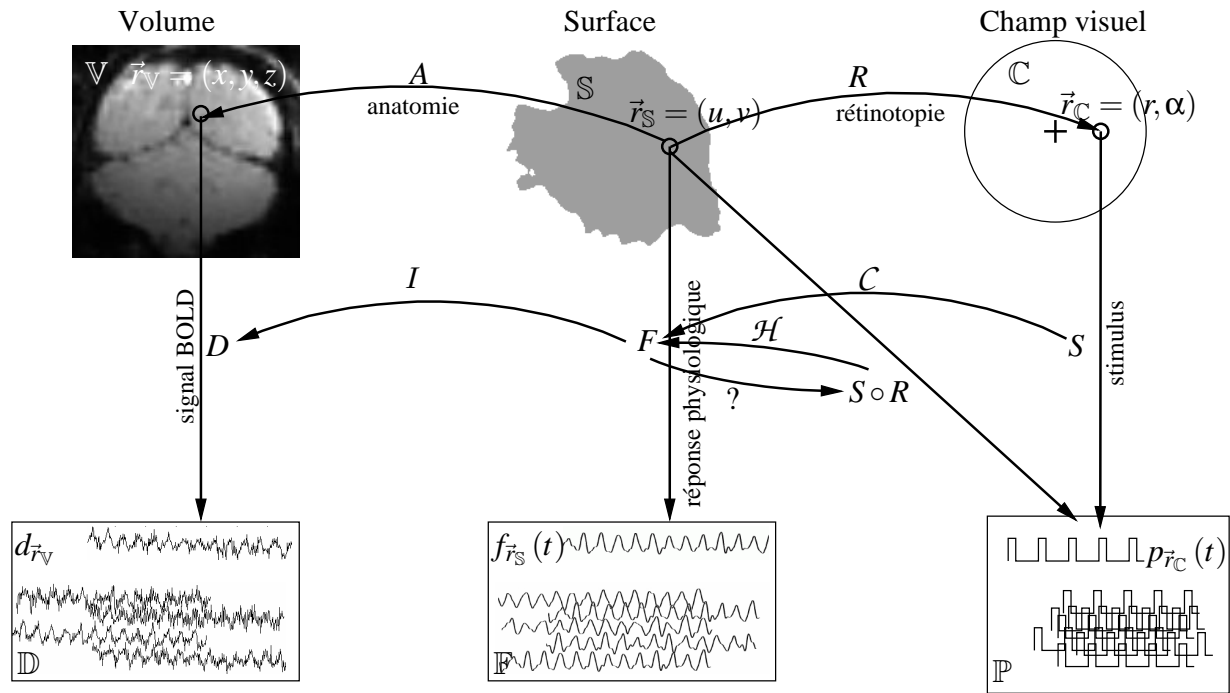 Volume
Surface
Champ visuel
𝕍 r⃗_𝕍 = (x, y, z)
A
anatomie
𝕊
r⃗_𝕊 = (u, v)
R
rétinotopie
ℂ
r⃗_ℂ = (r, α)
+
I
C
D
F
H
S
?
S ∘ R
signal BOLD
réponse physiologique
stimulus
d_r⃗_𝕍
𝔻
f_r⃗_𝕊 (t)
𝔽
p_r⃗_ℂ (t)
ℙ